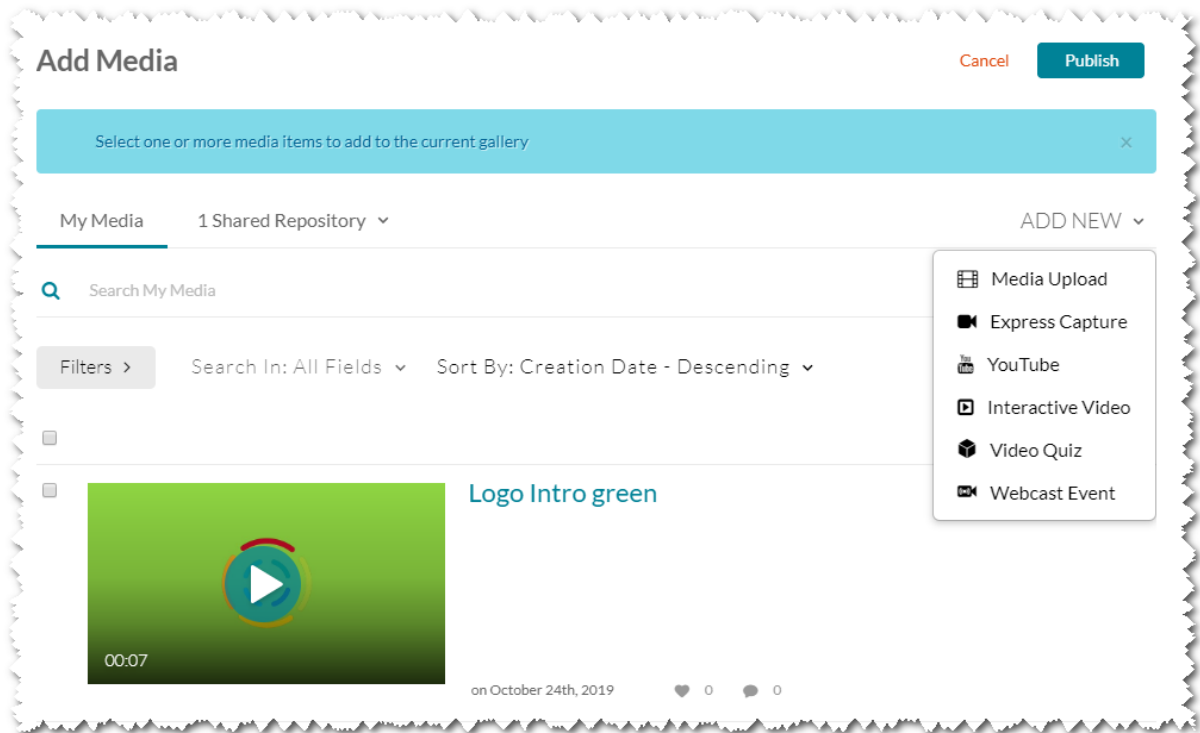 Add Media
Cancel
Publish
Select one or more media items to add to the current gallery
My Media
1 Shared Repository
ADD NEW
Search My Media
Media Upload
Express Capture
You Tube YouTube
Interactive Video
Video Quiz
Webcast Event
Filters
Search In: All Fields
Sort By: Creation Date - Descending
Logo Intro green
00:07
on October 24th, 2019
0
0